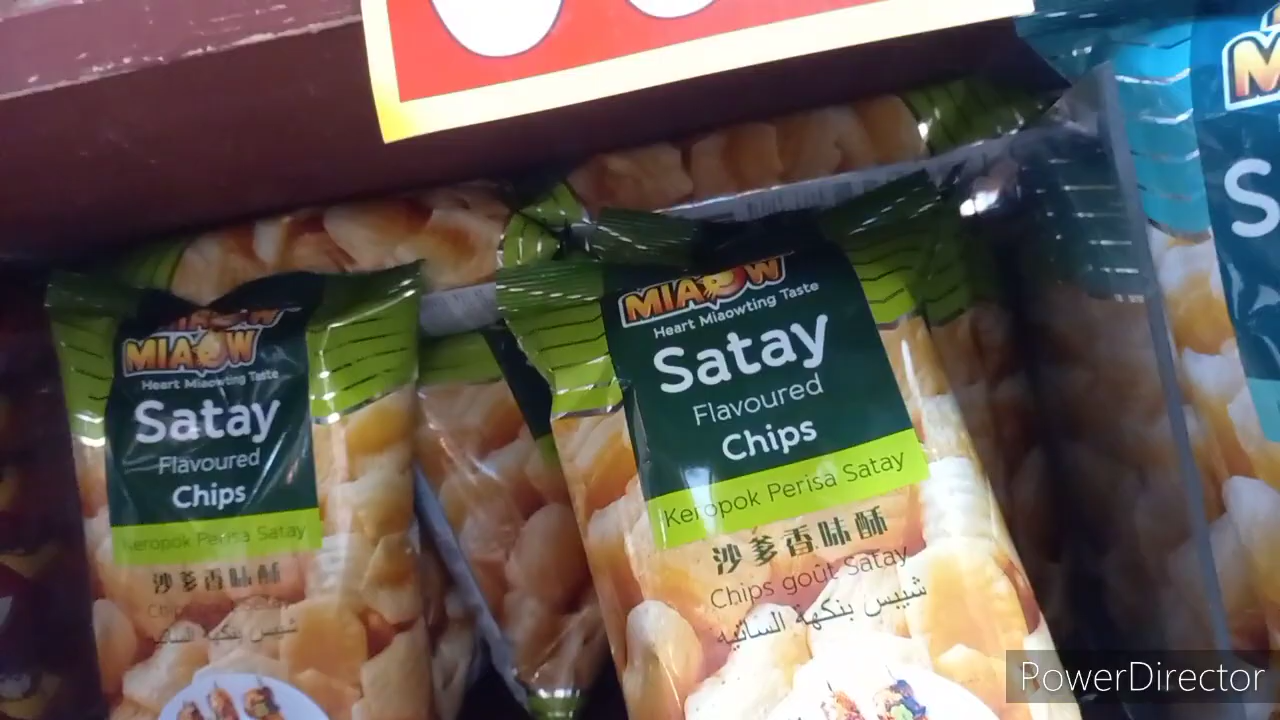 MIAOW
Heart Miaowting Taste
Satay
Flavoured
Chips
Keropok Perisa Satay
沙爹香味酥
MIAOW
Heart Miaowting Taste
Satay
Flavoured
Chips
Keropok Perisa Satay
沙爹香味酥
Chips goût Satay
شيبس بنكهة الساتيه
M
S
PowerDirector